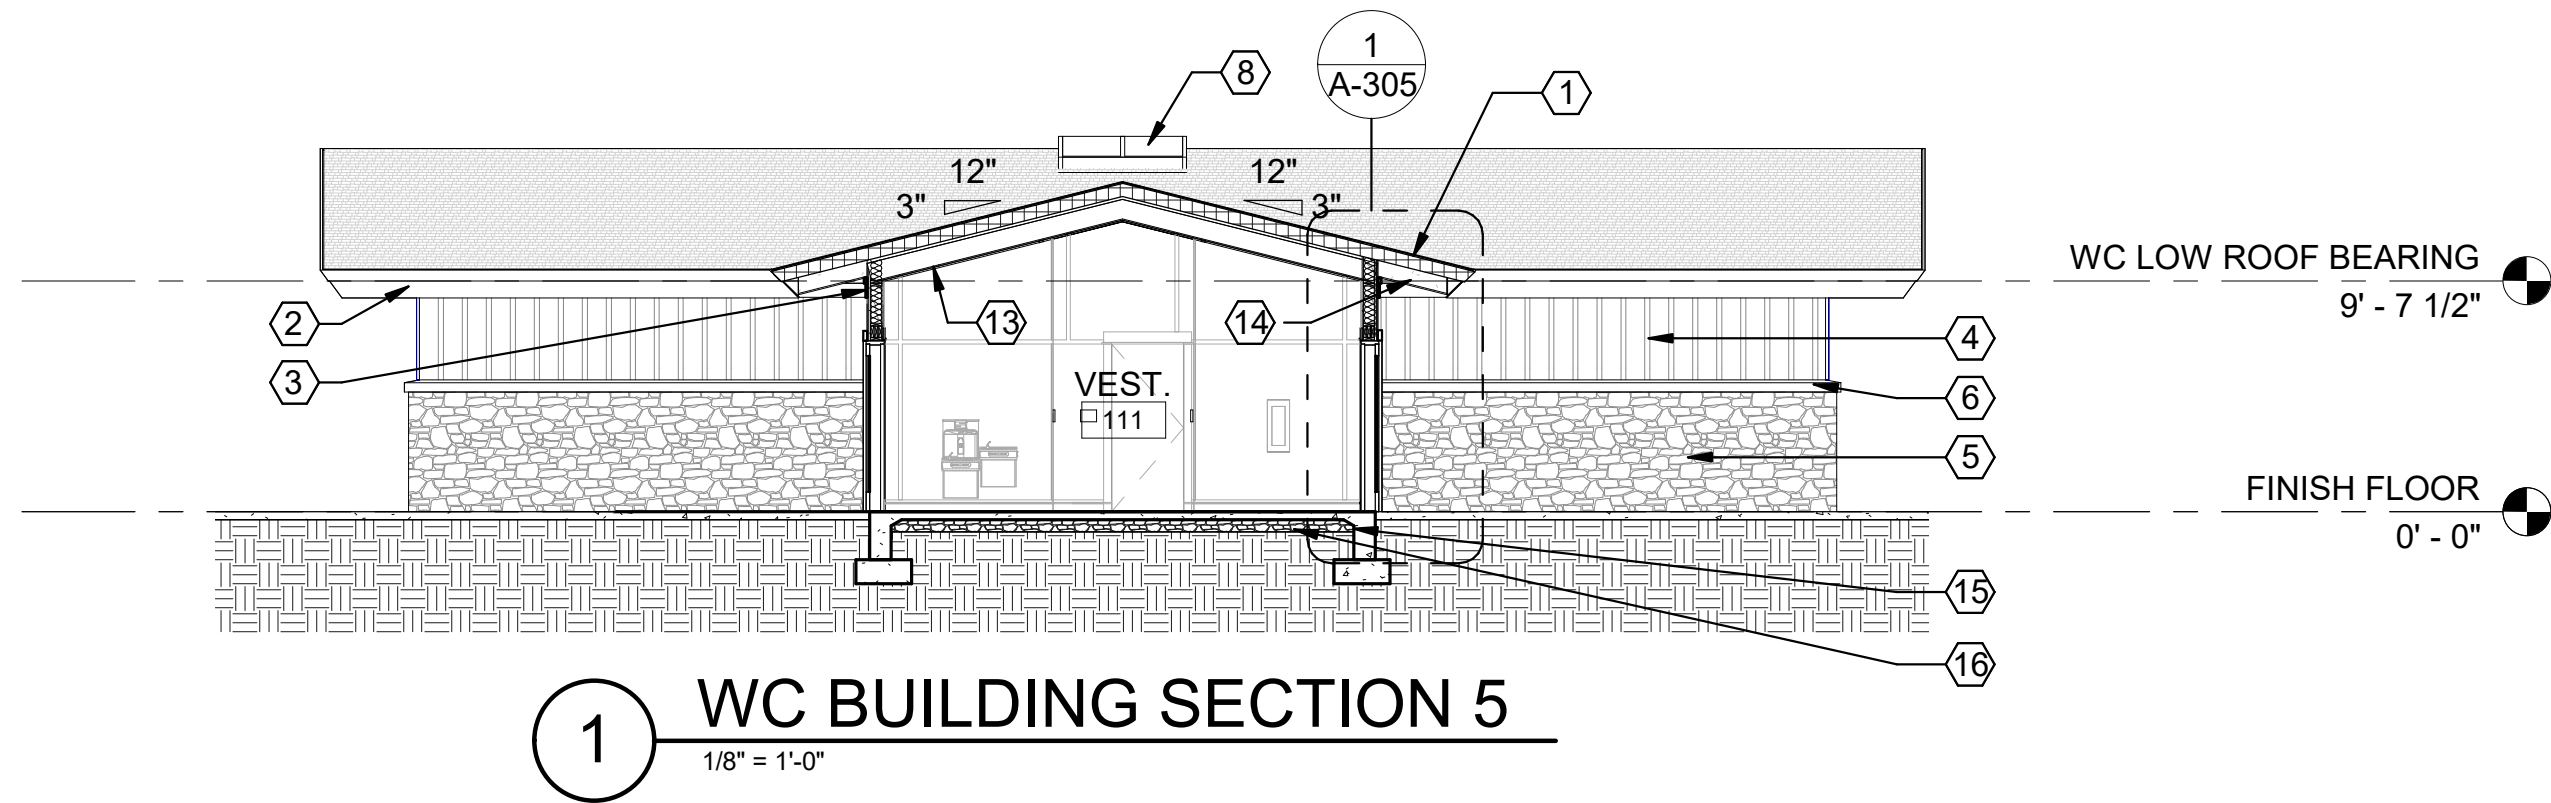 1
A-305
8
1
12"
3"
12"
3"
WC LOW ROOF BEARING
9' - 7 1/2"
2
13
14
3
4
VEST.
111
6
5
FINISH FLOOR
0' - 0"
15
16
1
WC BUILDING SECTION 5
1/8" = 1'-0"